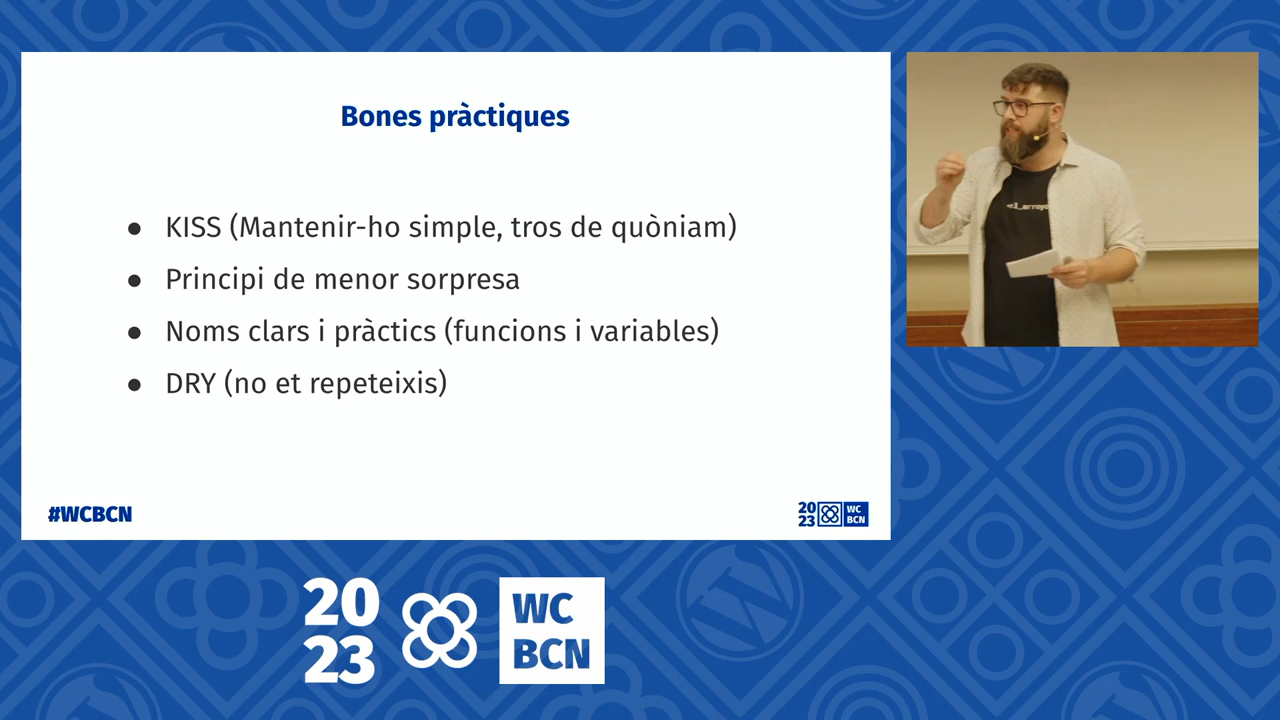 Bones pràctiques
● KISS (Mantenir-ho simple, tros de quòniam)
● Principi de menor sorpresa
● Noms clars i pràctics (funcions i variables)
● DRY (no et repeteixis)
#WCBCN
20
23
WC
BCN
20
23
WC
BCN